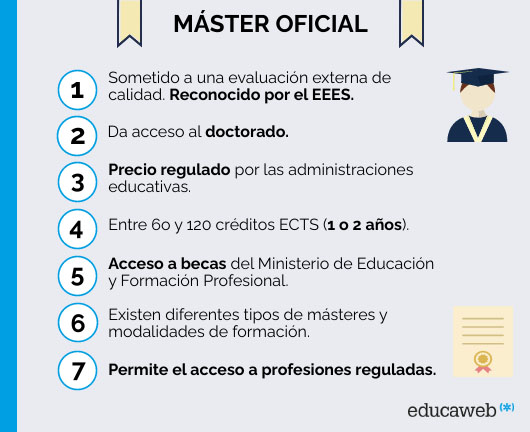 MÁSTER OFICIAL
1
Sometido a una evaluación externa de
calidad. Reconocido por el EEES.
2
Da acceso al doctorado.
3
Precio regulado por las administraciones
educativas.
4
Entre 60 y 120 créditos ECTS (1 o 2 años).
5
Acceso a becas del Ministerio de Educación
y Formación Profesional.
6
Existen diferentes tipos de másteres y
modalidades de formación.
7
Permite el acceso a profesiones reguladas.
educaweb(*)